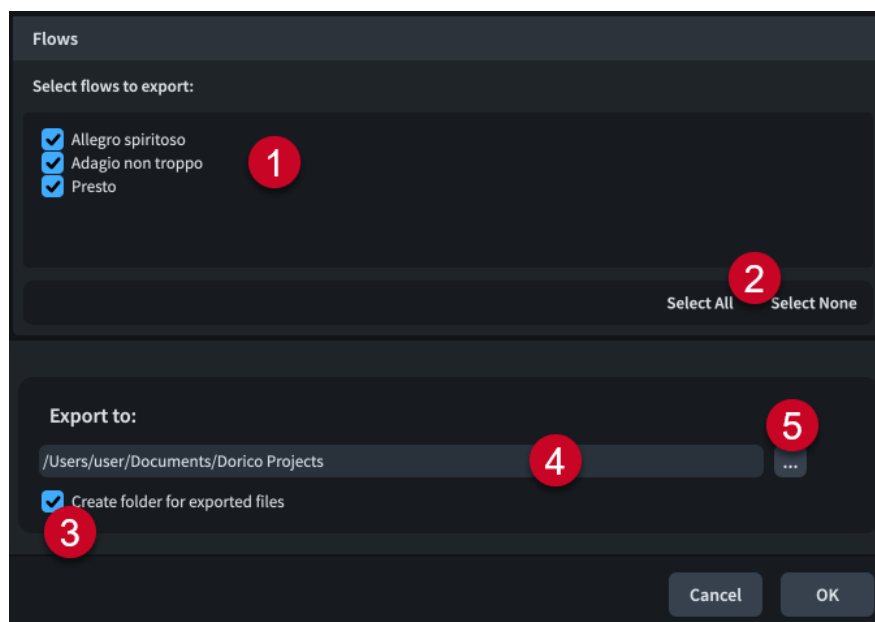 Flows
Select flows to export:
Allegro spiritoso
Adagio non troppo
1
Presto
2
Select All Select None
Export to:
5
/Users/user/Documents/Dorico Projects 4 ...
Create folder for exported files
3
Cancel OK